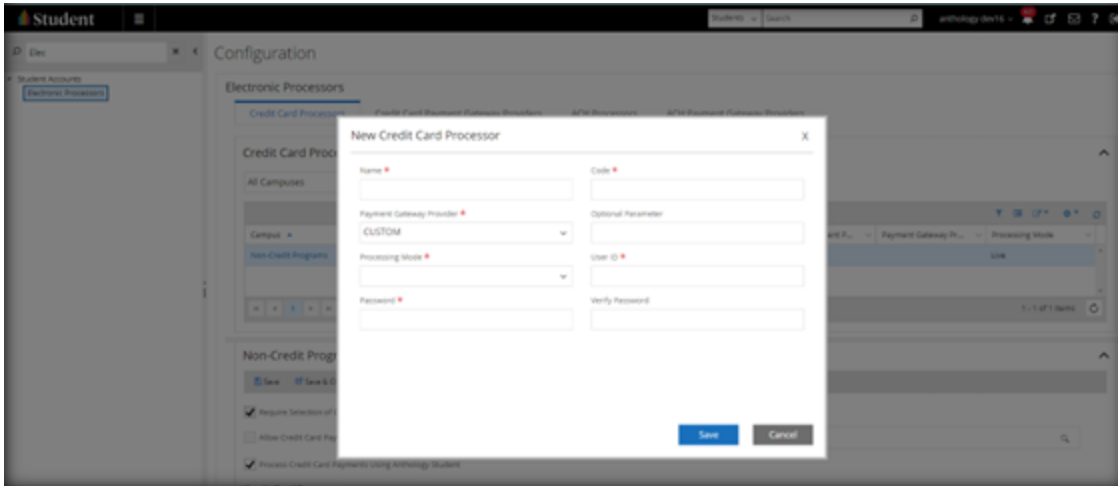 Student
Students Search anthology dev16
Elec
Configuration
Student Accounts
Electronic Processors
Electronic Processors
Credit Card Processors Credit Card Payment Gateway Providers ACH Processors ACH Payment Gateway Providers
New Credit Card Processor X
Credit Card Proce
All Campuses
Name *
Code *
Payment Gateway Provider *
CUSTOM
Optional Parameter
Campus
Payment Gateway Pr... Processing Mode
Non-Credit Programs
Live
Processing Mode *
User ID *
Password *
Verify Password
1
1 - 1 of 1 items
Non-Credit Progr
Save Save & C
Require Selection of
Allow Credit Card Pay
Save Cancel
Process Credit Card Payments Using Anthology Student